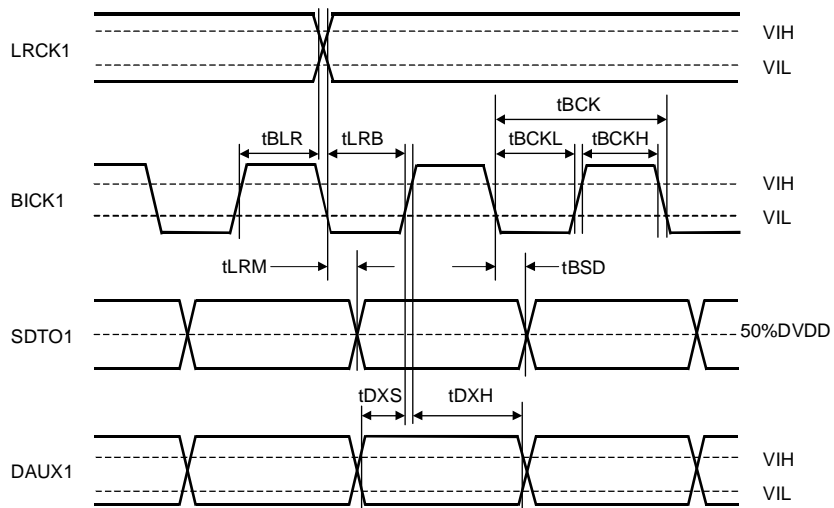 LRCK1
VIH
VIL
tBCK
tBLR
tLRB
tBCKL
tBCKH
BICK1
VIH
VIL
tLRM
tBSD
SDTO1
50%DVDD
tDXS
tDXH
DAUX1
VIH
VIL